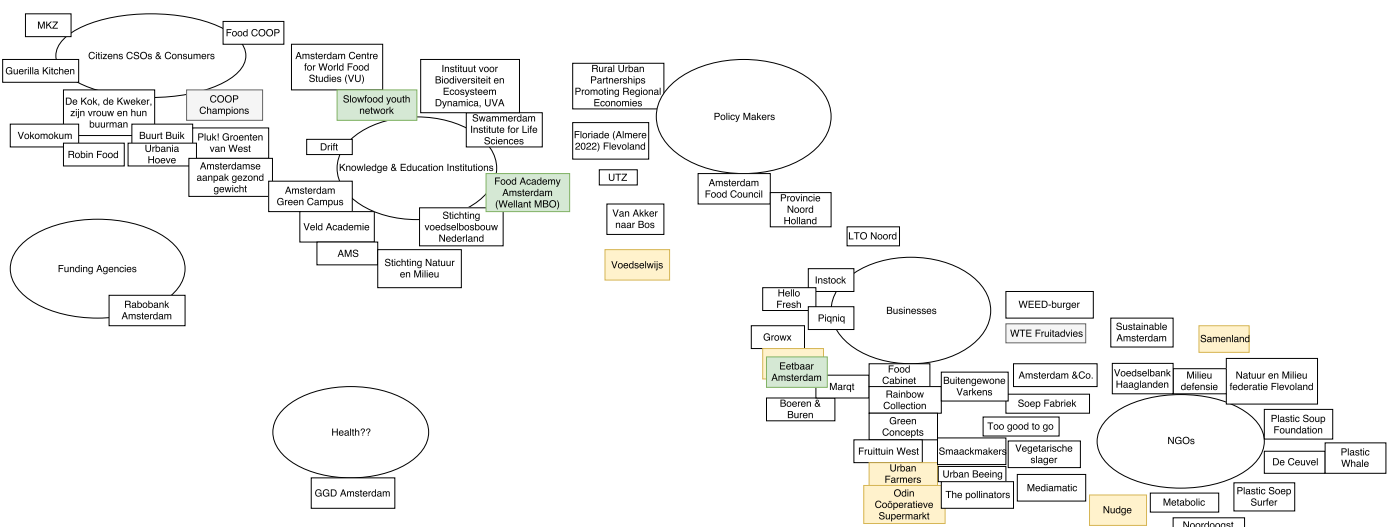 MKZ
Food COOP
Citizens CSOs & Consumers
Guerilla Kitchen
De Kok, de Kweker,
zijn vrouw en hun
buurman
COOP
Champions
Vokomokum
Buurt Buik
Pluk! Groenten
van West
Robin Food
Urbania
Hoeve
Amsterdamse
aanpak gezond
gewicht
Amsterdam Centre
for World Food
Studies (VU)
Slowfood youth
network
Instituut voor
Biodiversiteit en
Ecosysteem
Dynamica, UVA
Swammerdam
Institute for Life
Sciences
Drift
Knowledge & Education Institutions
Food Academy
Amsterdam
(Wellant MBO)
Amsterdam
Green Campus
Veld Academie
Stichting
voedselbosbouw
Nederland
AMS
Stichting Natuur
en Milieu
Rural Urban
Partnerships
Promoting Regional
Economies
Policy Makers
Floriade (Almere
2022) Flevoland
UTZ
Amsterdam
Food Council
Provincie
Noord
Holland
Van Akker
naar Bos
Voedselwijs
LTO Noord
Funding Agencies
Rabobank
Amsterdam
Instock
Hello
Fresh
Piqniq
Businesses
Growx
Eetbaar
Amsterdam
Marqt
Boeren &
Buren
Food
Cabinet
Rainbow
Collection
Green
Concepts
Buitengewone
Varkens
Fruittuin West
Smaackmakers
Urban
Farmers
Urban Beeing
Odin
Coöperatieve
Supermarkt
The pollinators
WEED-burger
WTE Fruitadvies
Amsterdam &Co.
Soep Fabriek
Too good to go
Vegetarische
slager
Mediamatic
Sustainable
Amsterdam
Samenland
Voedselbank
Haaglanden
Milieu
defensie
Natuur en Milieu
federatie Flevoland
NGOs
Plastic Soup
Foundation
De Ceuvel
Plastic
Whale
Plastic Soep
Surfer
Metabolic
Nudge
Noordoogst
Health??
GGD Amsterdam